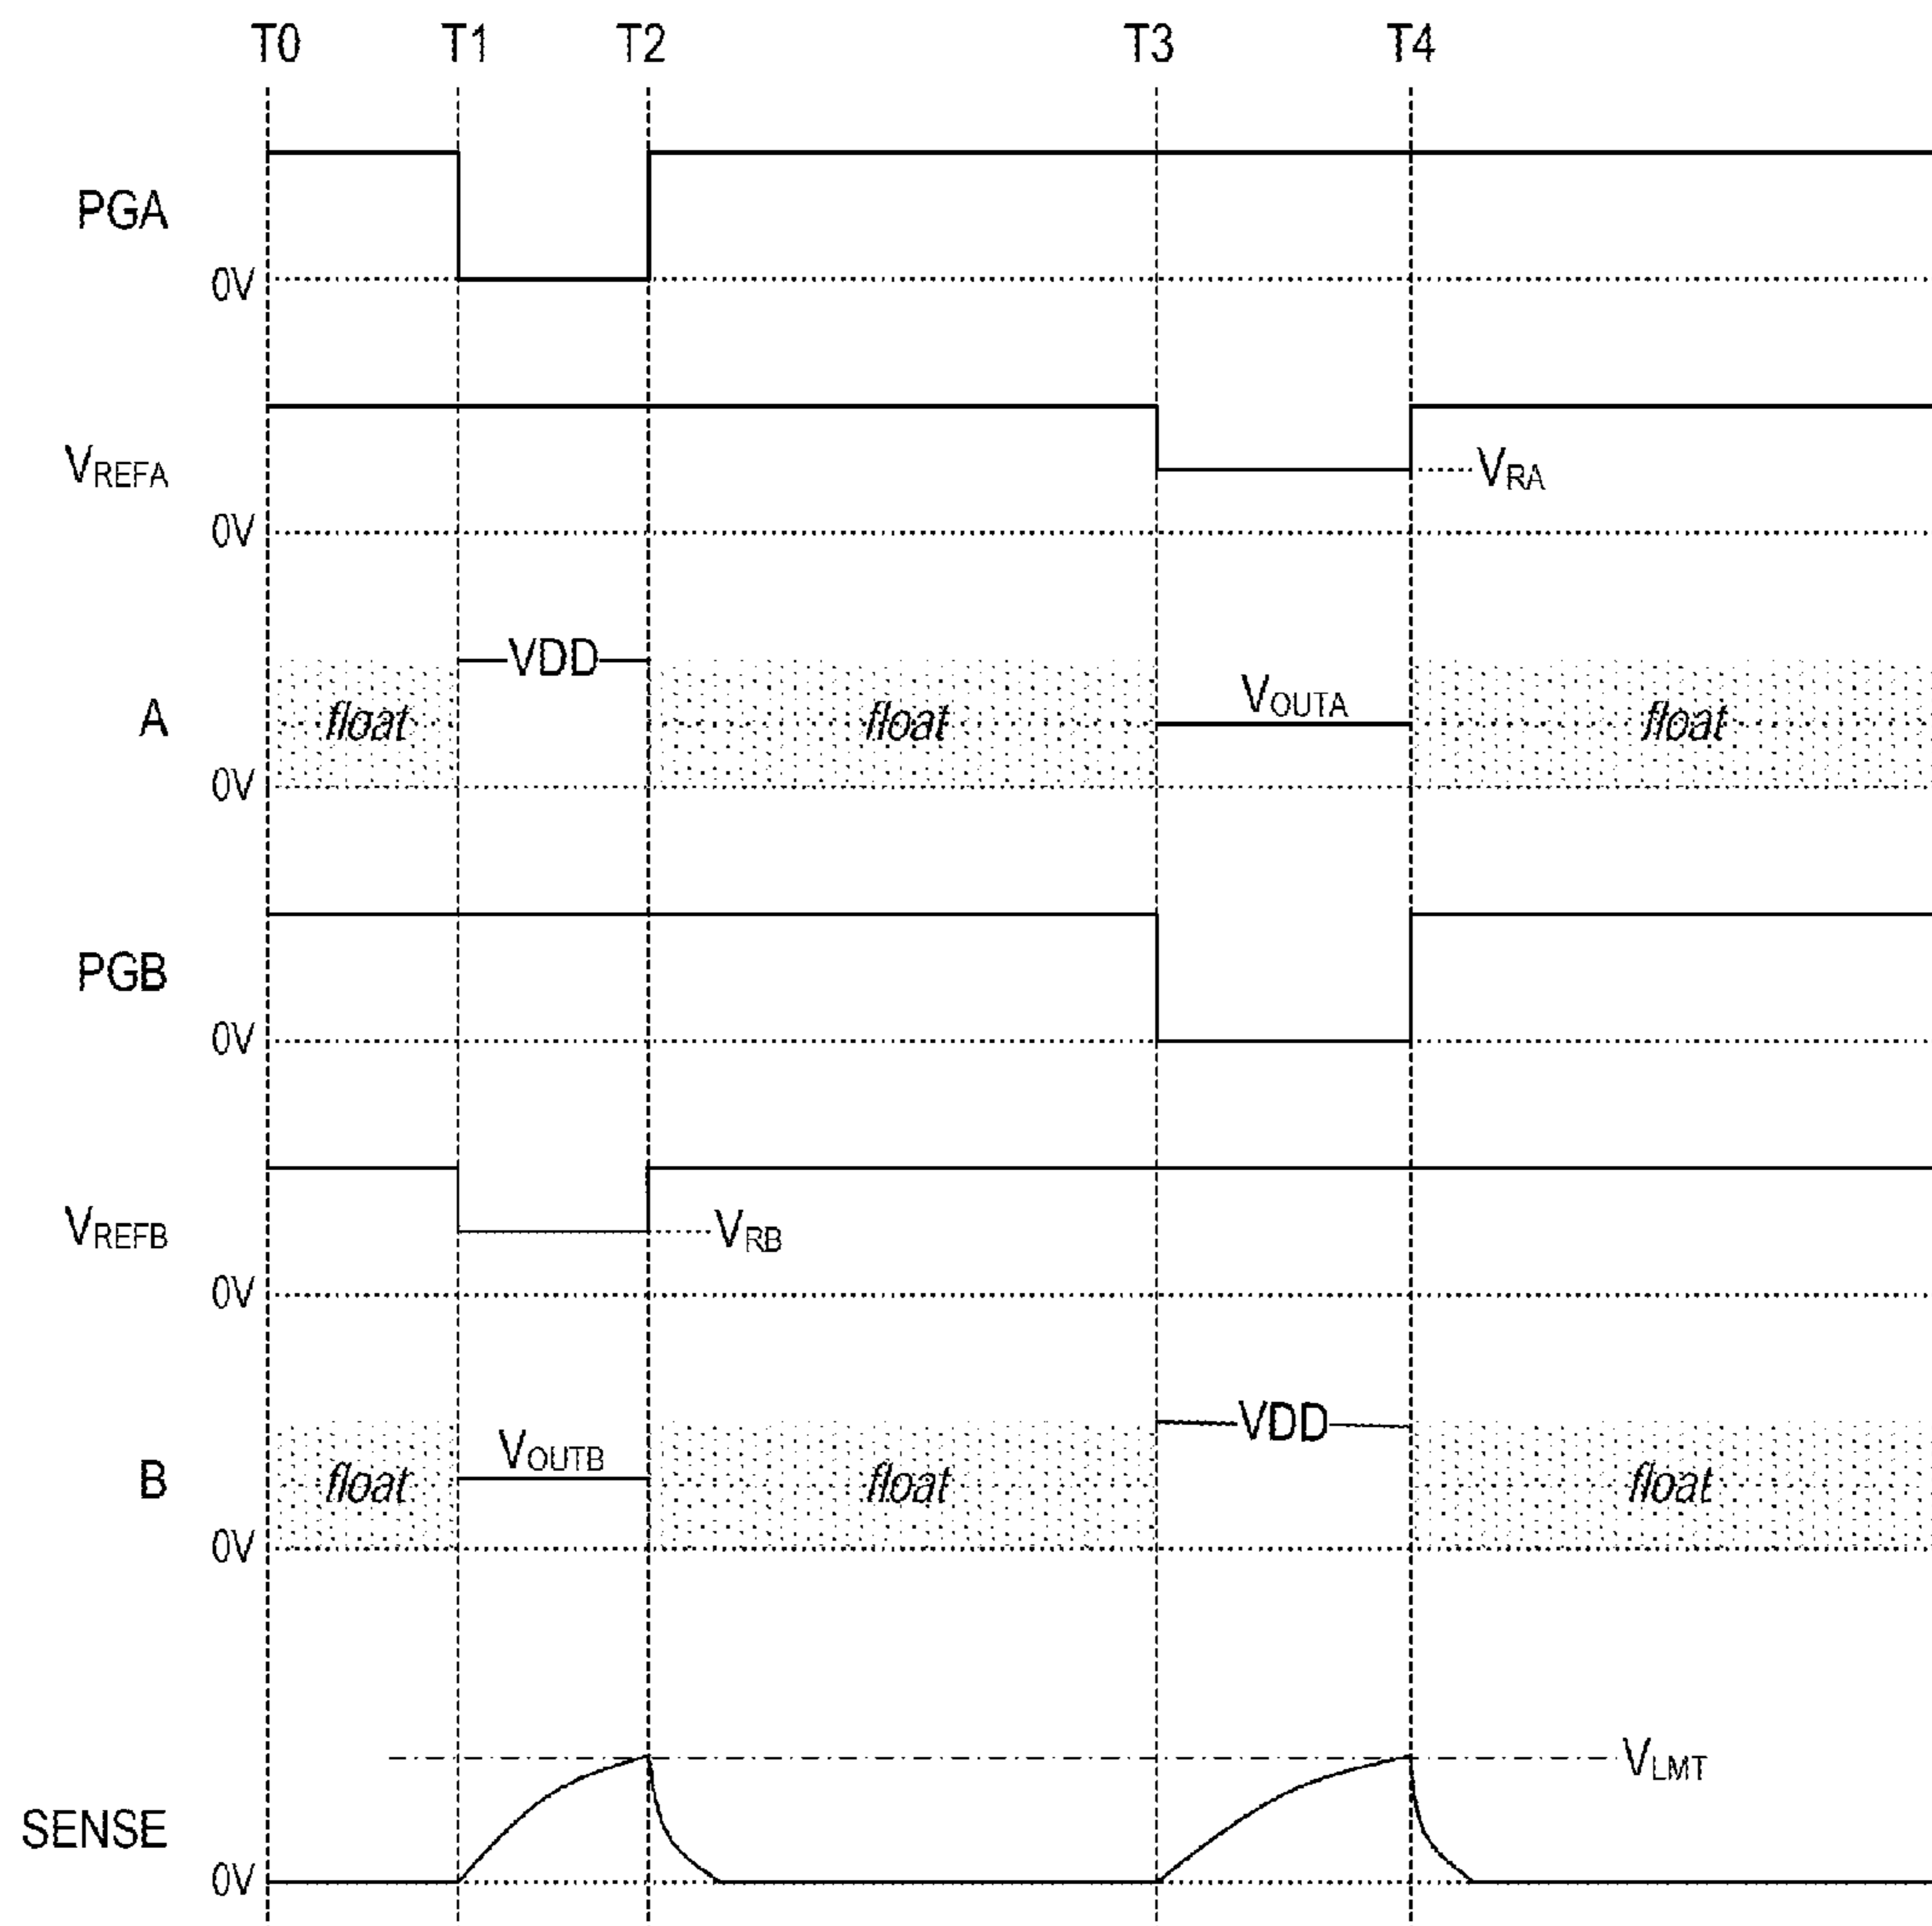 T0 T1 T2 T3 T4
PGA
0V
VREFA
VRA
0V
VDD
A
float
float
VOUTA
float
0V
PGB
0V
VREFB
VRB
0V
VDD
VOUTB
B
float
float
float
0V
VLMT
SENSE
0V